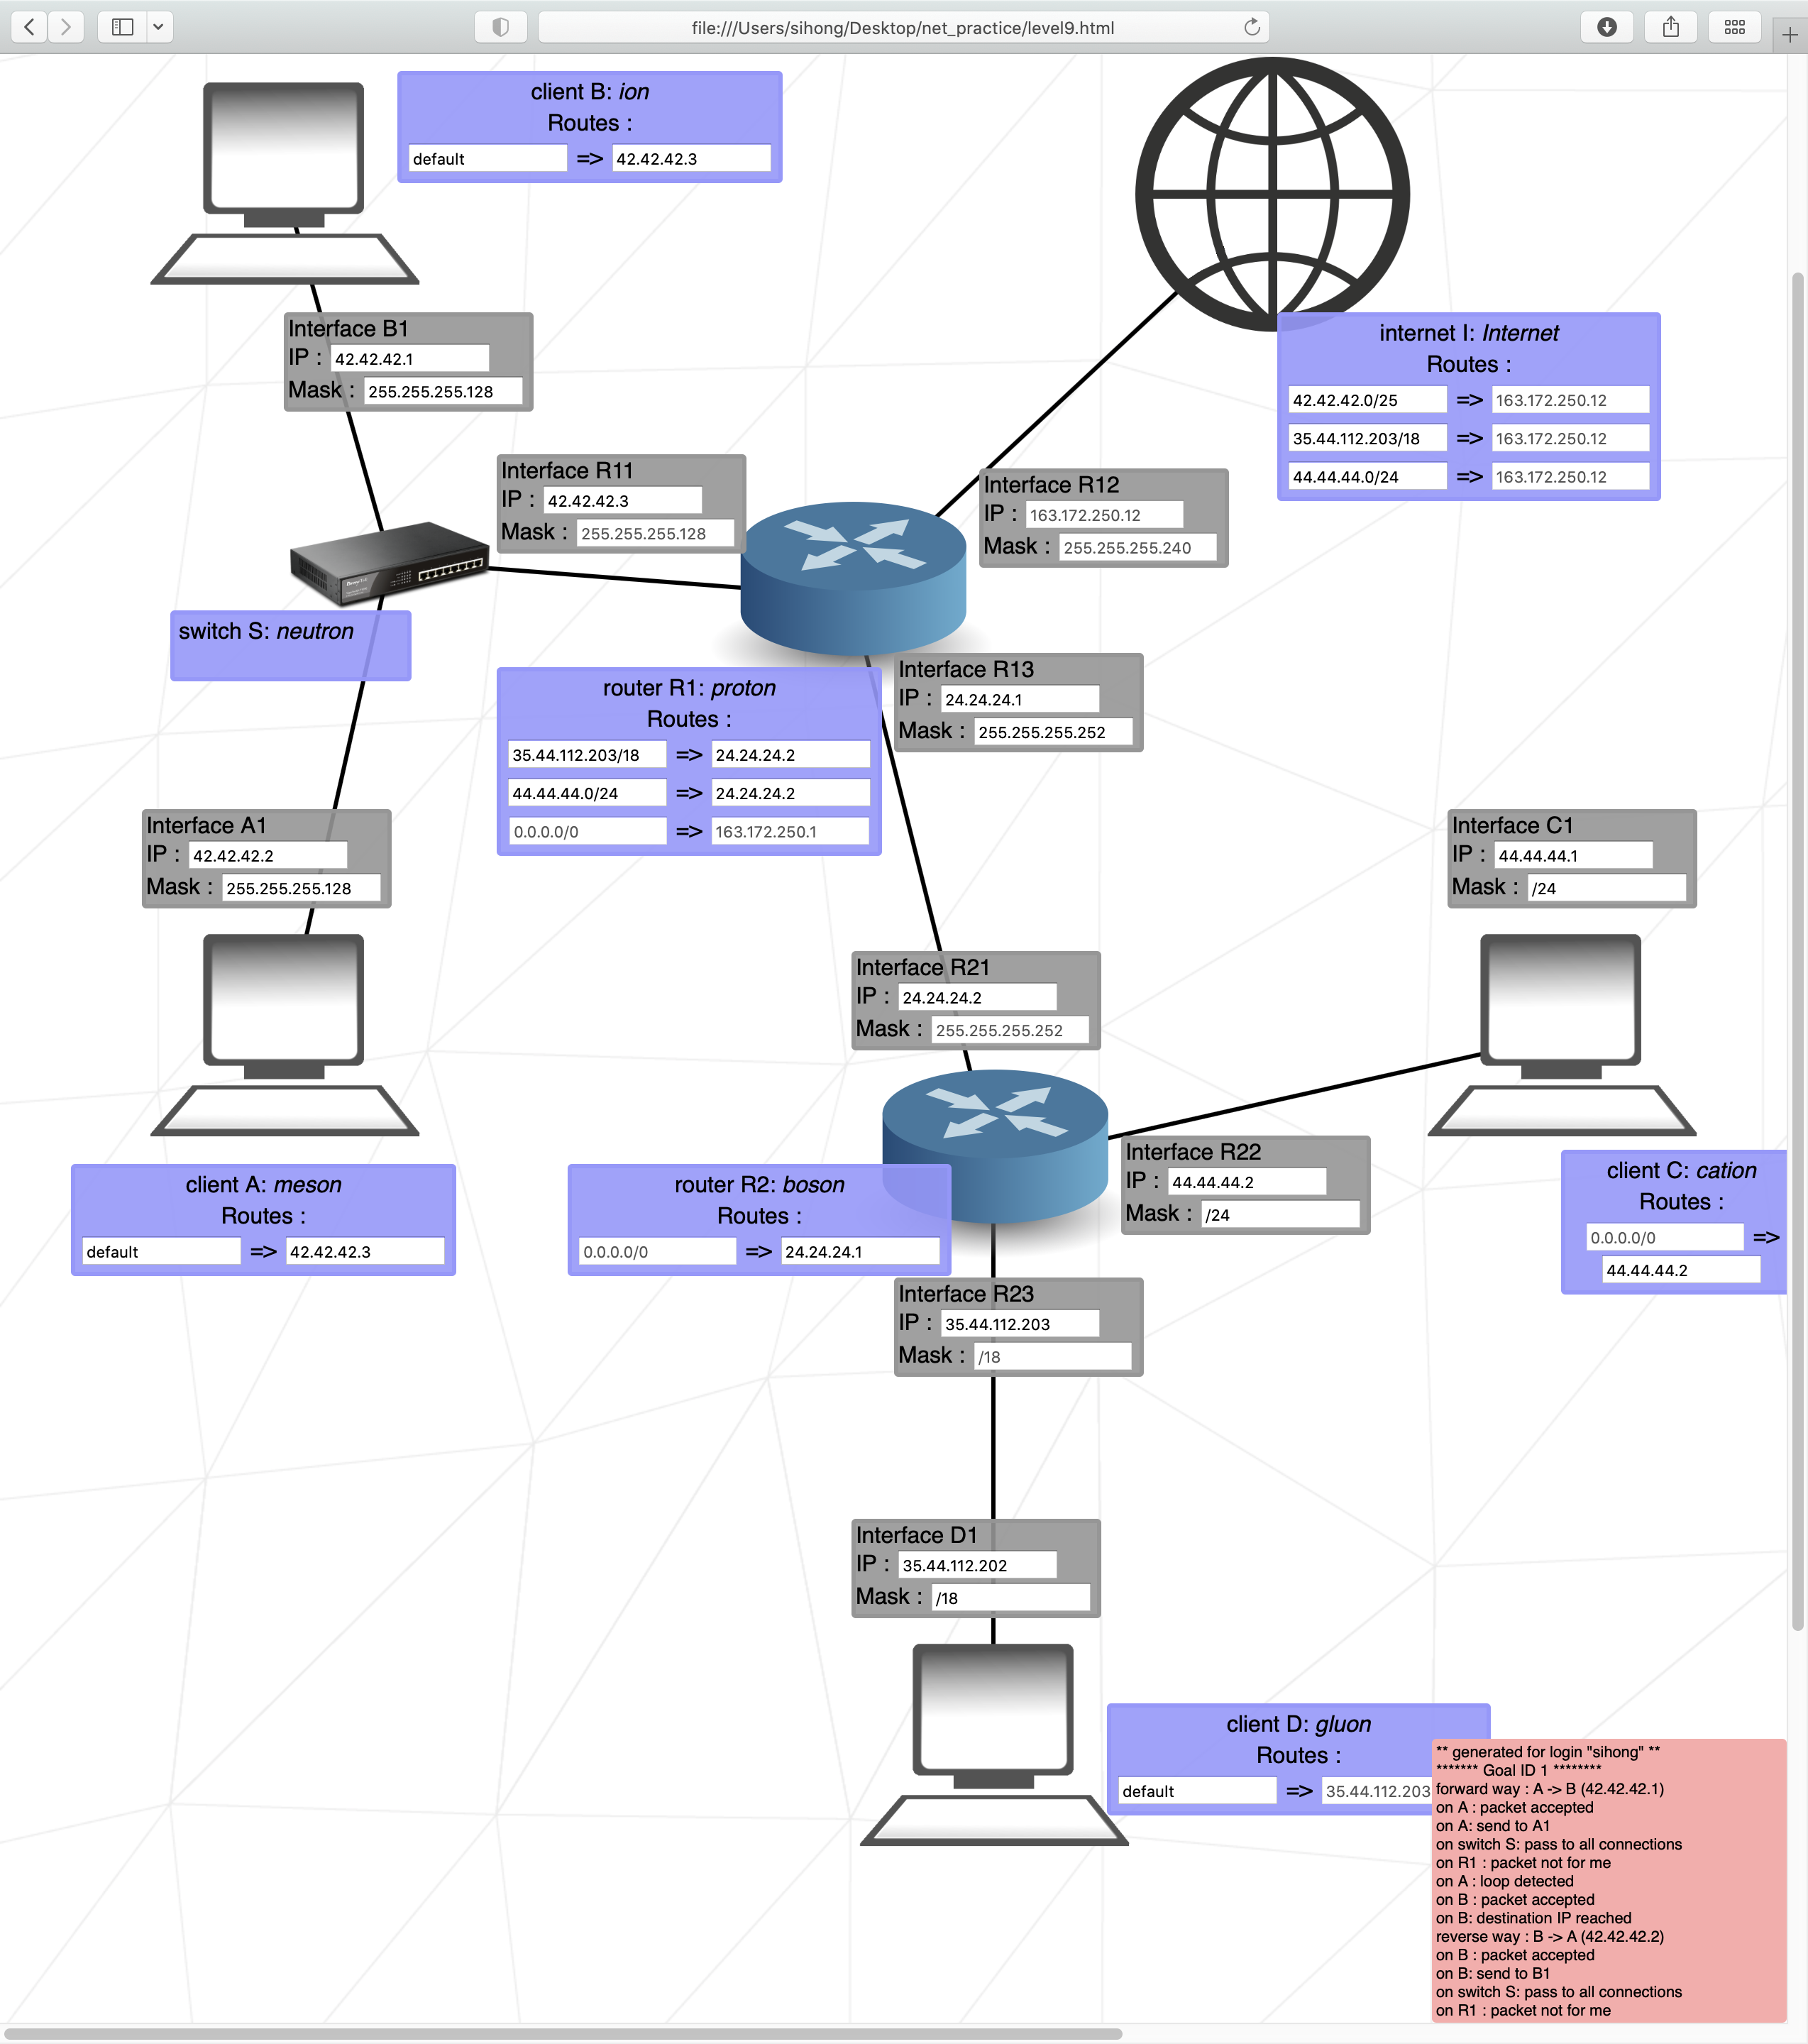 file:///Users/sihong/Desktop/net_practice/level9.html
client B: ion
Routes :
default => 42.42.42.3
Interface B1
IP : 42.42.42.1
Mask : 255.255.255.128
internet I: Internet
Routes :
42.42.42.0/25 => 163.172.250.12
35.44.112.203/18 => 163.172.250.12
44.44.44.0/24 => 163.172.250.12
Interface R11
IP : 42.42.42.3
Mask : 255.255.255.128
Interface R12
IP : 163.172.250.12
Mask : 255.255.255.240
switch S: neutron
Interface R13
IP : 24.24.24.1
Mask : 255.255.255.252
router R1: proton
Routes :
35.44.112.203/18 => 24.24.24.2
44.44.44.0/24 => 24.24.24.2
0.0.0.0/0 => 163.172.250.1
Interface A1
IP : 42.42.42.2
Mask : 255.255.255.128
Interface C1
IP : 44.44.44.1
Mask : /24
Interface R21
IP : 24.24.24.2
Mask : 255.255.255.252
client A: meson
Routes :
default => 42.42.42.3
router R2: boson
Routes :
0.0.0.0/0 => 24.24.24.1
Interface R22
IP : 44.44.44.2
Mask : /24
client C: cation
Routes :
0.0.0.0/0 =>
44.44.44.2
Interface R23
IP : 35.44.112.203
Mask : /18
Interface D1
IP : 35.44.112.202
Mask : /18
client D: gluon
Routes :
default => 35.44.112.203
** generated for login "sihong" **
******* Goal ID 1 ********
forward way : A -> B (42.42.42.1)
on A : packet accepted
on A: send to A1
on switch S: pass to all connections
on R1 : packet not for me
on A : loop detected
on B : packet accepted
on B: destination IP reached
reverse way : B -> A (42.42.42.2)
on B : packet accepted
on B: send to B1
on switch S: pass to all connections
on R1 : packet not for me